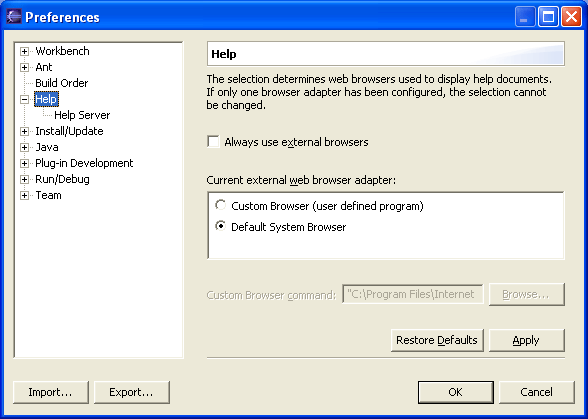 Preferences
Workbench
Ant
Build Order
Help
Help Server
Install/Update
Java
Plug-in Development
Run/Debug
Team
Help
The selection determines web browsers used to display help documents.
If only one browser adapter has been configured, the selection cannot
be changed.
Always use external browsers
Current external web browser adapter:
Custom Browser (user defined program)
Default System Browser
Custom Browser command: "C:\Program Files\Internet Browse...
Restore Defaults Apply
Import... Export... OK Cancel